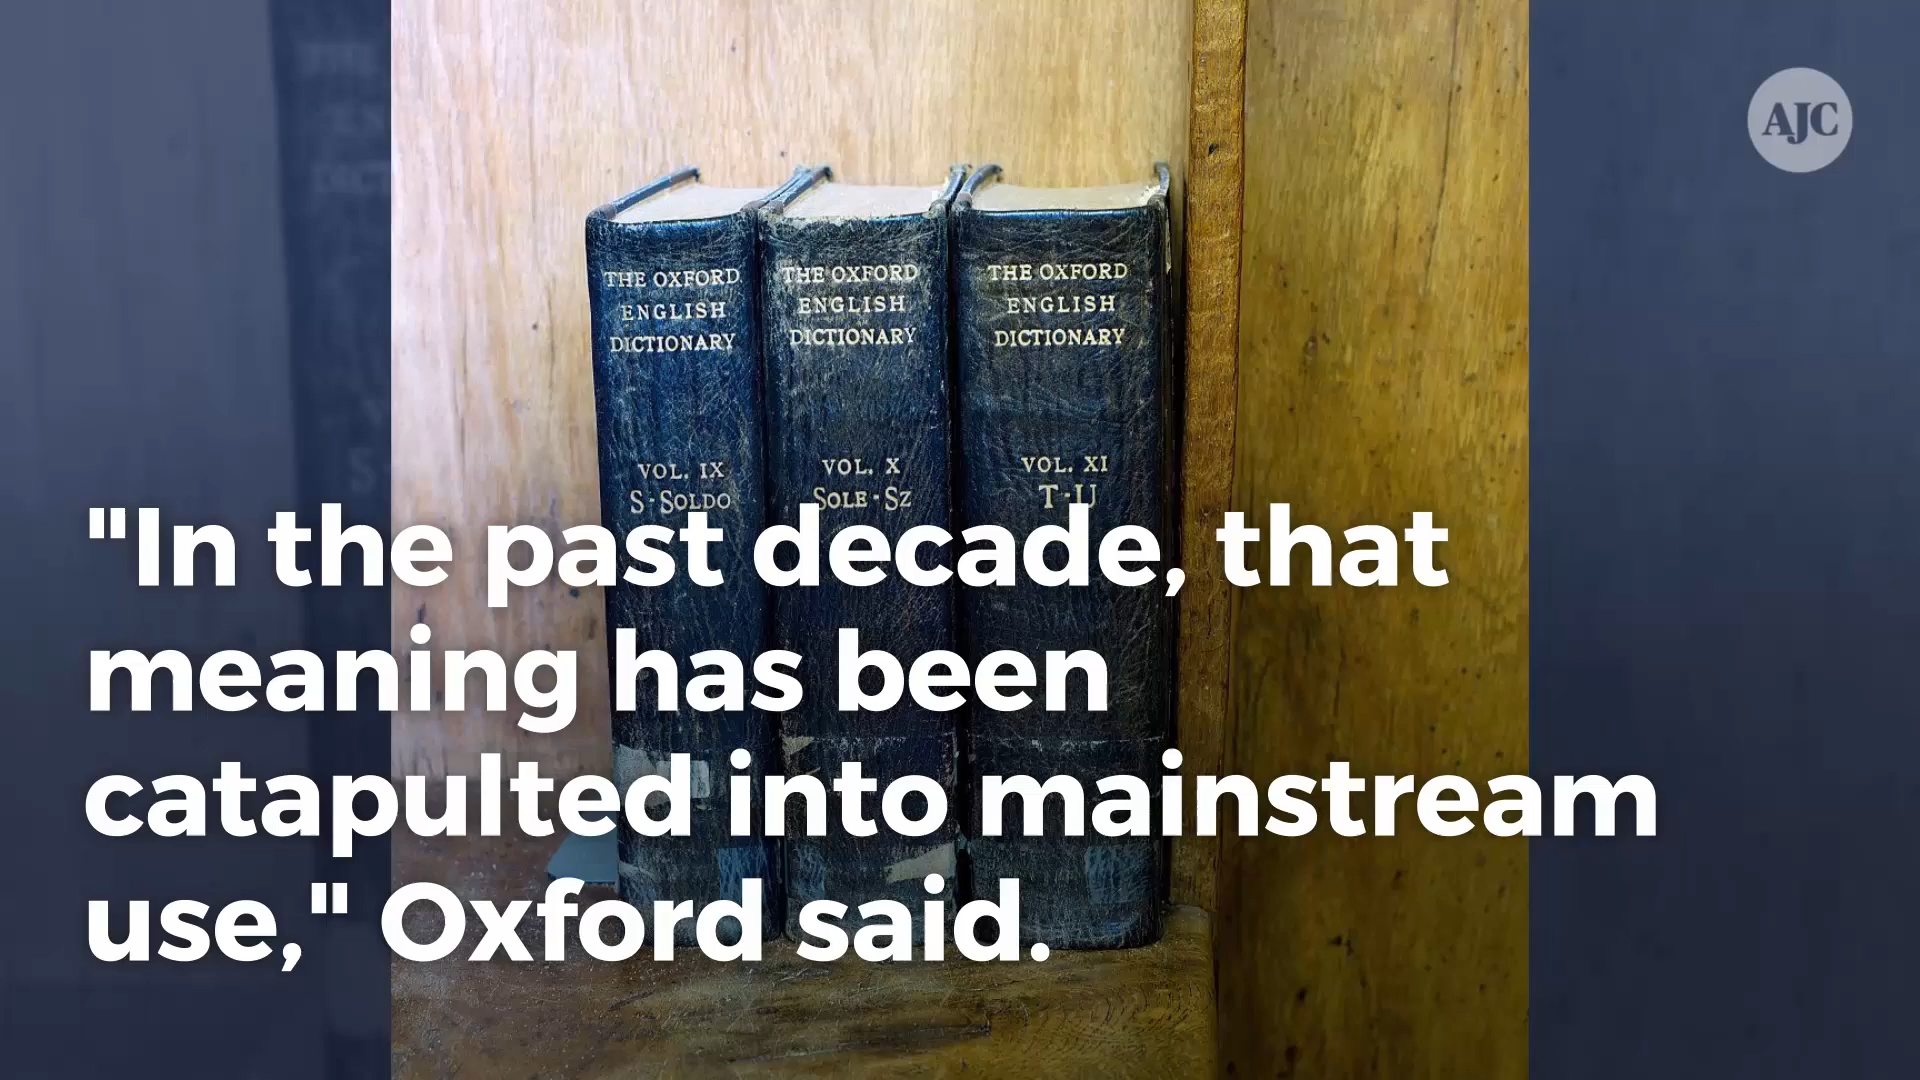 AJC
THE OXFORD
ENGLISH
DICTIONARY
VOL. IX
S-SOLDO
THE OXFORD
ENGLISH
DICTIONARY
VOL. X
SOLE-SZ
THE OXFORD
ENGLISH
DICTIONARY
VOL. XI
T-U
"In the past decade, that
meaning has been
catapulted into mainstream
use," Oxford said.